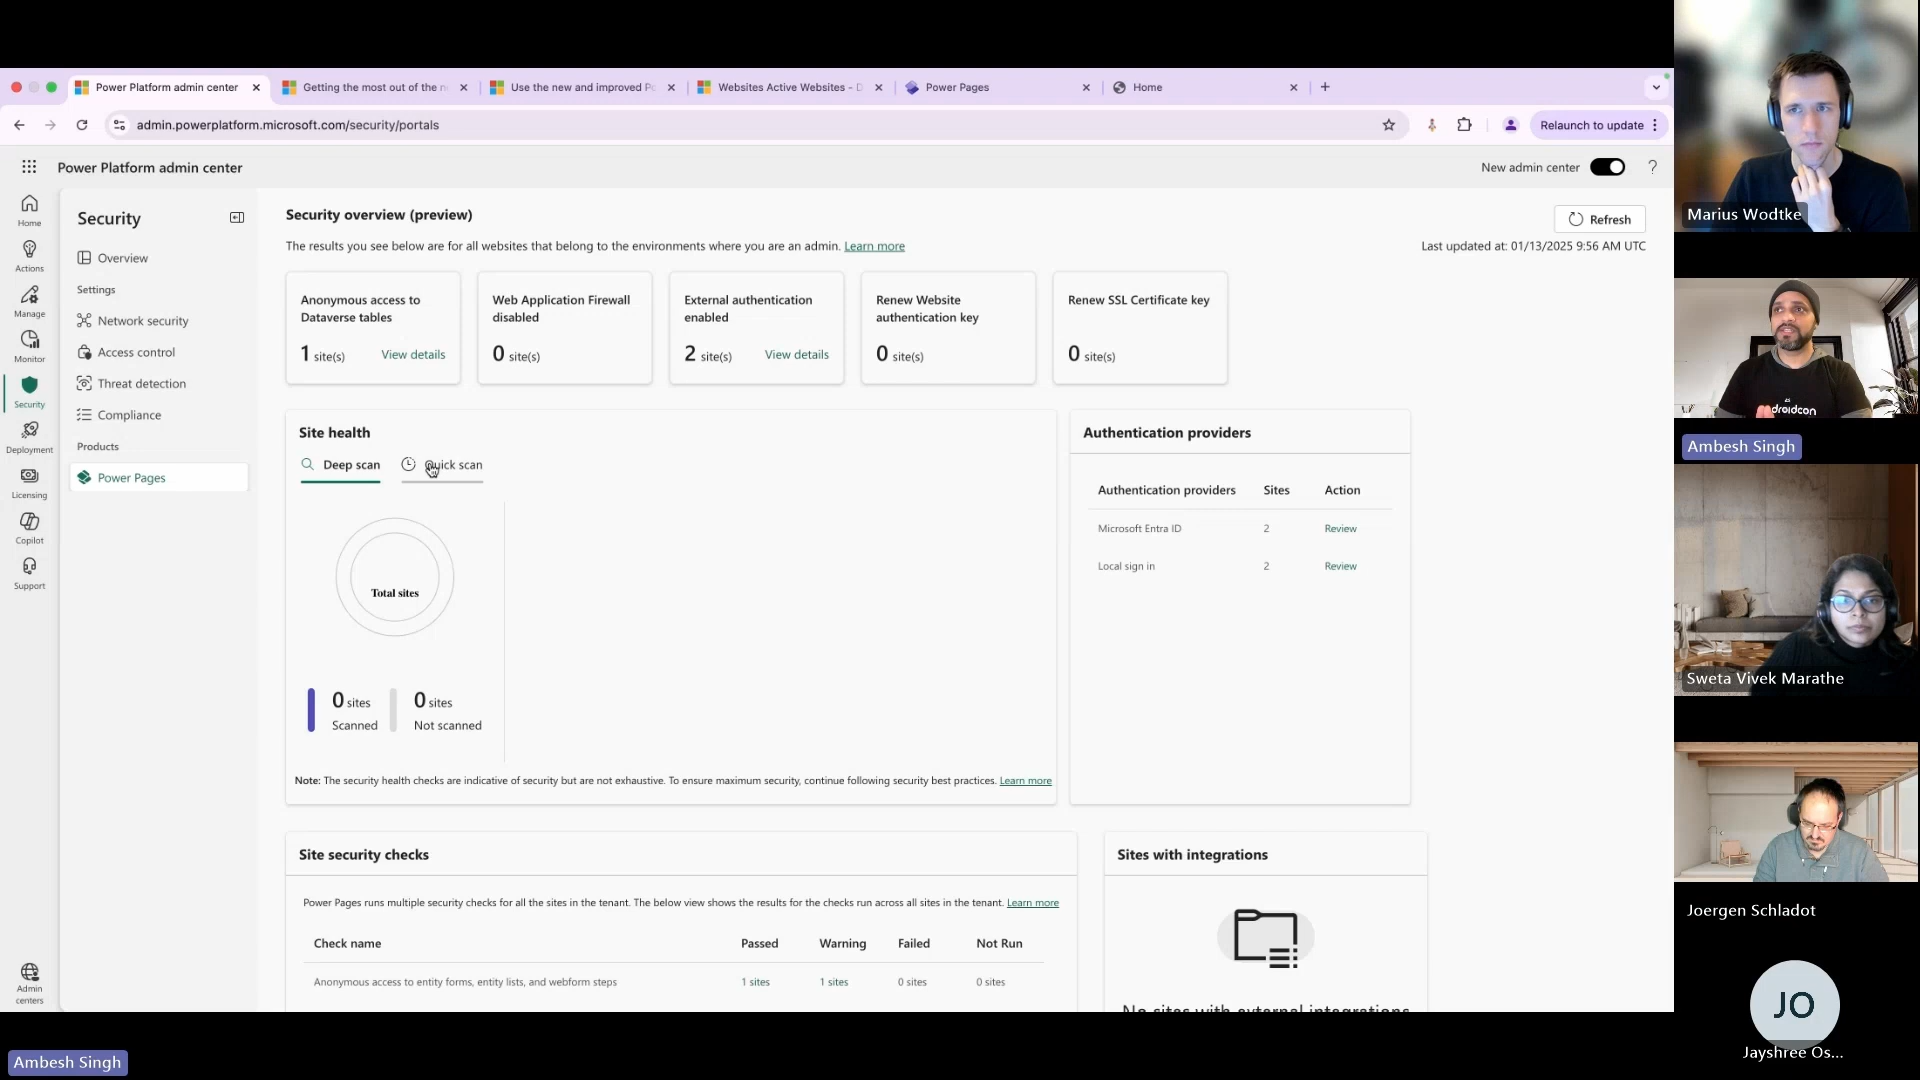 Power Platform admin center
Getting the most out of the n
Use the new and improved Po
Websites Active Websites - D
Power Pages
Home
admin.powerplatform.microsoft.com/security/portals
Relaunch to update
Power Platform admin center
New admin center
?
Home
Actions
Manage
Monitor
Security
Deployment
Licensing
Copilot
Support
Admin
centers
Security
Overview
Settings
Network security
Access control
Threat detection
Compliance
Products
Power Pages
Security overview (preview)
Refresh
The results you see below are for all websites that belong to the environments where you are an admin. Learn more
Last updated at: 01/13/2025 9:56 AM UTC
Anonymous access to
Dataverse tables
1 site(s) View details
Web Application Firewall
disabled
0 site(s)
External authentication
enabled
2 site(s) View details
Renew Website
authentication key
0 site(s)
Renew SSL Certificate key
0 site(s)
Site health
Deep scan
Quick scan
Total sites
0 sites
Scanned
0 sites
Not scanned
Note: The security health checks are indicative of security but are not exhaustive. To ensure maximum security, continue following security best practices. Learn more
Authentication providers
Authentication providers Sites Action
Microsoft Entra ID 2 Review
Local sign in 2 Review
Site security checks
Power Pages runs multiple security checks for all the sites in the tenant. The below view shows the results for the checks run across all sites in the tenant. Learn more
Check name Passed Warning Failed Not Run
Anonymous access to entity forms, entity lists, and webform steps 1 sites 1 sites 0 sites 0 sites
Sites with integrations
No sites with external integrations
Marius Wodtke
droidcon
Ambesh Singh
Sweta Vivek Marathe
Joergen Schladot
JO
Jayshree Os...
Ambesh Singh